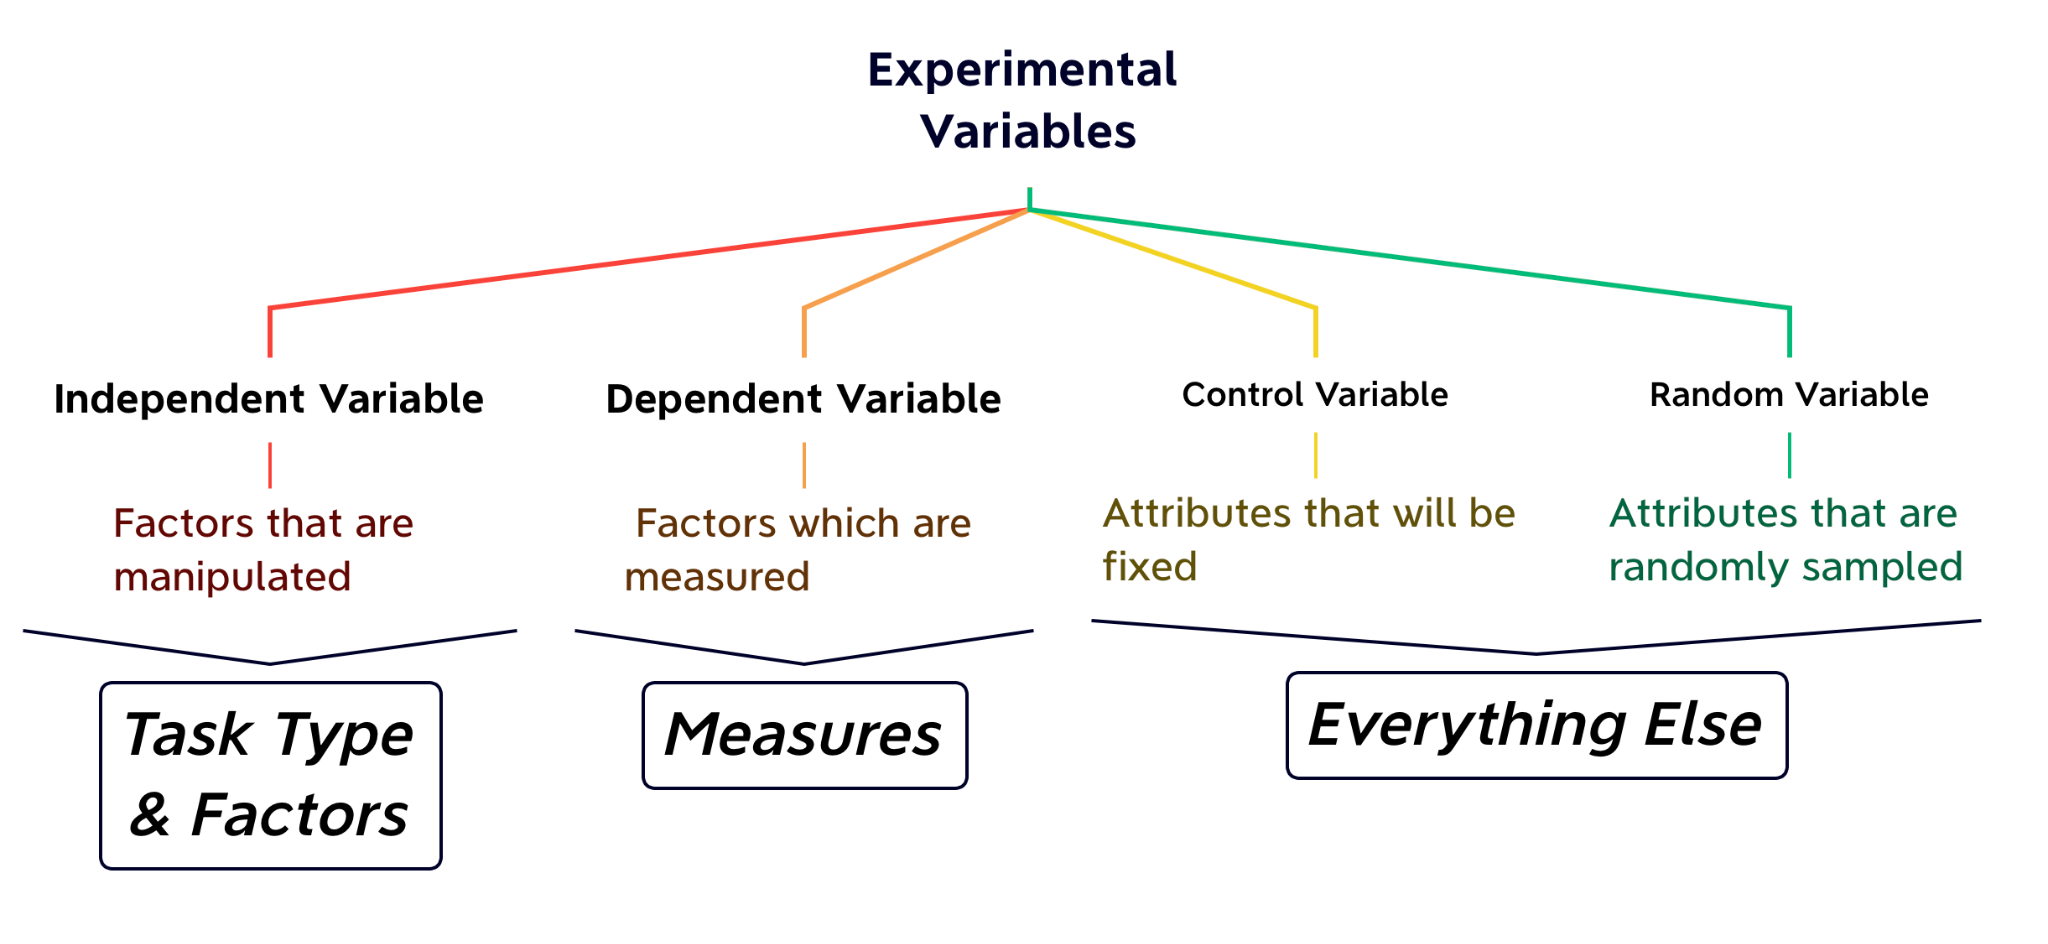 Experimental
Variables
Independent Variable
Dependent Variable
Control Variable
Random Variable
Factors that are
manipulated
Factors which are
measured
Attributes that will be
fixed
Attributes that are
randomly sampled
Task Type
& Factors
Measures
Everything Else